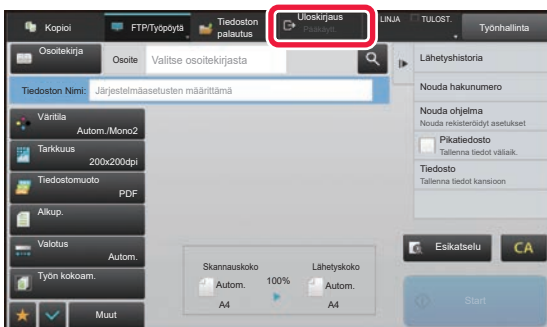 Kopioi
FTP/Työpöytä
Tiedoston
palautus
Uloskirjaus
Pääkäytt.
LINJA
TULOST.
Työnhallinta
Osoitekirja
Osoite
Valitse osoitekirjasta
Lähetyshistoria
Tiedoston Nimi:
Järjestelmäasetusten määrittämä
Nouda hakunumero
Väritila
Autom./Mono2
Nouda ohjelma
Nouda rekisteröidyt asetukset
Tarkkuus
200x200dpi
Pikatiedosto
Tallenna tiedot väliaik.
Tiedostomuoto
PDF
Tiedosto
Tallenna tiedot kansioon
Alkup.
Valotus
Autom.
Esikatselu
CA
Skannauskoko
Lähetyskoko
Autom.
100%
Autom.
A4
A4
Työn kokoam.
Start
Muut